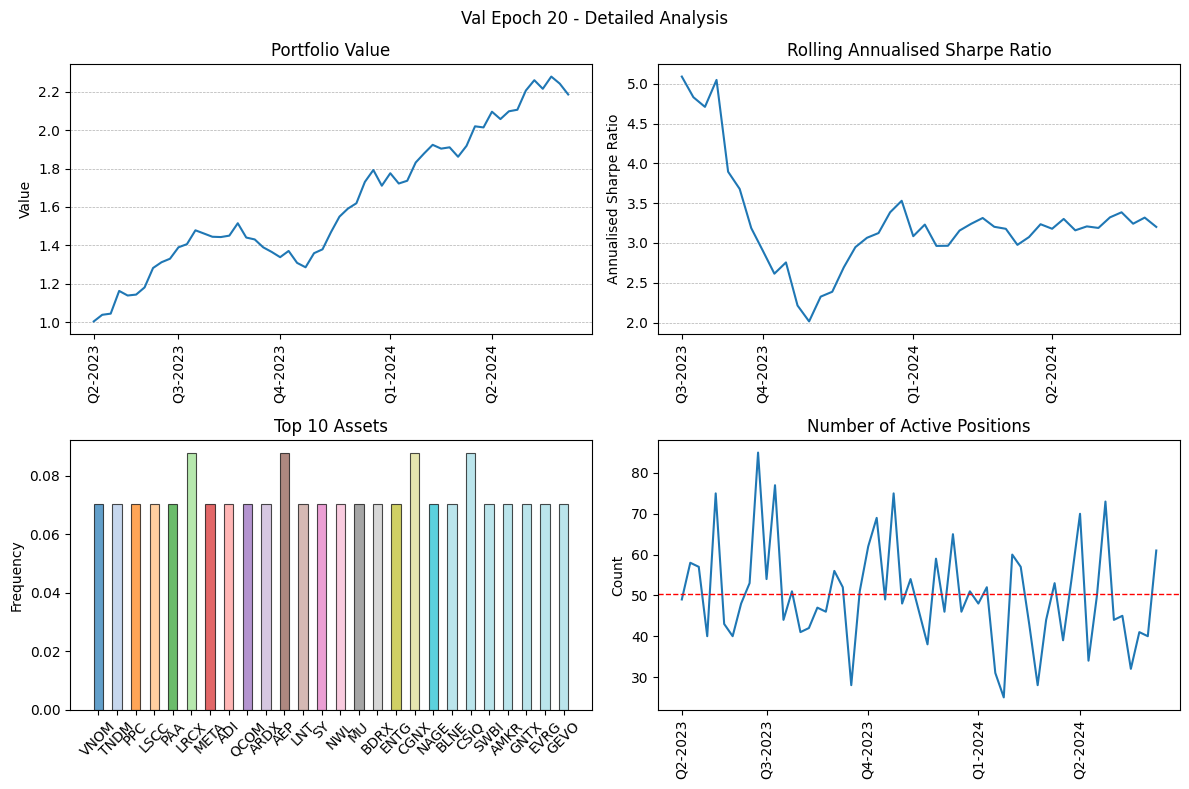 Val Epoch 20 - Detailed Analysis
Portfolio Value
Value
2.2
2.0
1.8
1.6
1.4
1.2
1.0
Q2-2023
Q3-2023
Q4-2023
Q1-2024
Q2-2024
Rolling Annualised Sharpe Ratio
Annualised Sharpe Ratio
5.0
4.5
4.0
3.5
3.0
2.5
2.0
Q3-2023
Q4-2023
Q1-2024
Q2-2024
Top 10 Assets
Frequency
0.08
0.06
0.04
0.02
0.00
VNOM
TNDM
PPC
LSCC
PAA
LRCX
META
ADI
QCOM
ARDX
AEP
LNT
SY
NWL
MU
BDRX
ENTG
CGNX
NAGE
BLNE
CSIQ
SWBI
AMKR
GNTX
EVRG
GEVO
Number of Active Positions
Count
80
70
60
50
40
30
Q2-2023
Q3-2023
Q4-2023
Q1-2024
Q2-2024